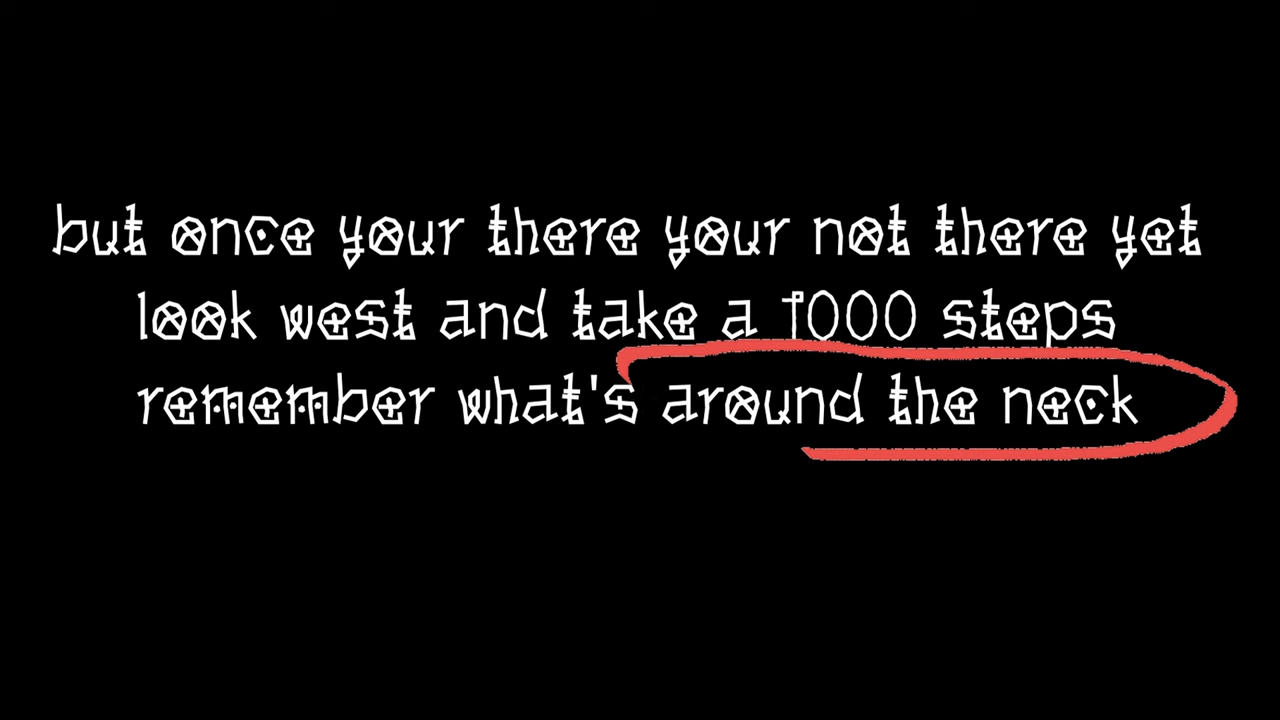 but once your there your not there yet
look west and take a 1000 steps
remember what's around the neck